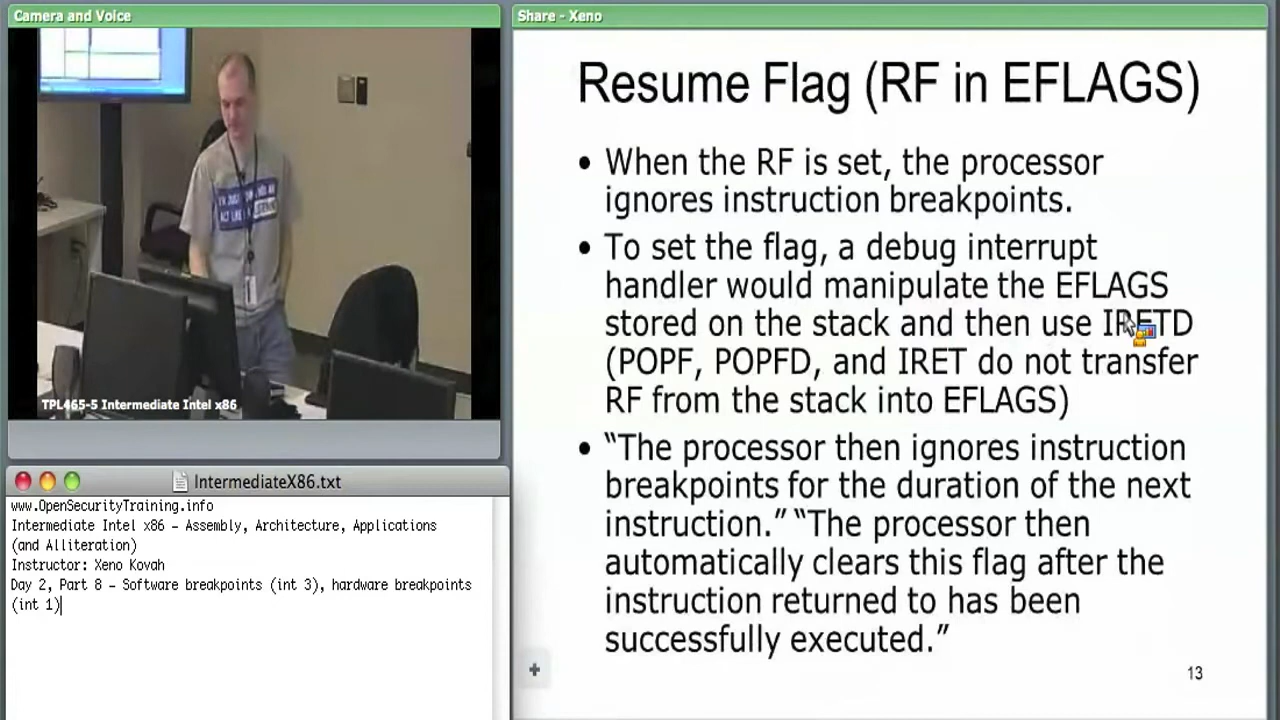 Camera and Voice
TPL465-5 Intermediate Intel x86
IntermediateX86.txt
www.OpenSecurityTraining.info
Intermediate Intel x86 – Assembly, Architecture, Applications
(and Alliteration)
Instructor: Xeno Kovah
Day 2, Part 8 – Software breakpoints (int 3), hardware breakpoints
(int 1)
Share - Xeno
Resume Flag (RF in EFLAGS)
• When the RF is set, the processor
ignores instruction breakpoints.
• To set the flag, a debug interrupt
handler would manipulate the EFLAGS
stored on the stack and then use IRETD
(POPF, POPFD, and IRET do not transfer
RF from the stack into EFLAGS)
• “The processor then ignores instruction
breakpoints for the duration of the next
instruction.” “The processor then
automatically clears this flag after the
instruction returned to has been
successfully executed.”
13